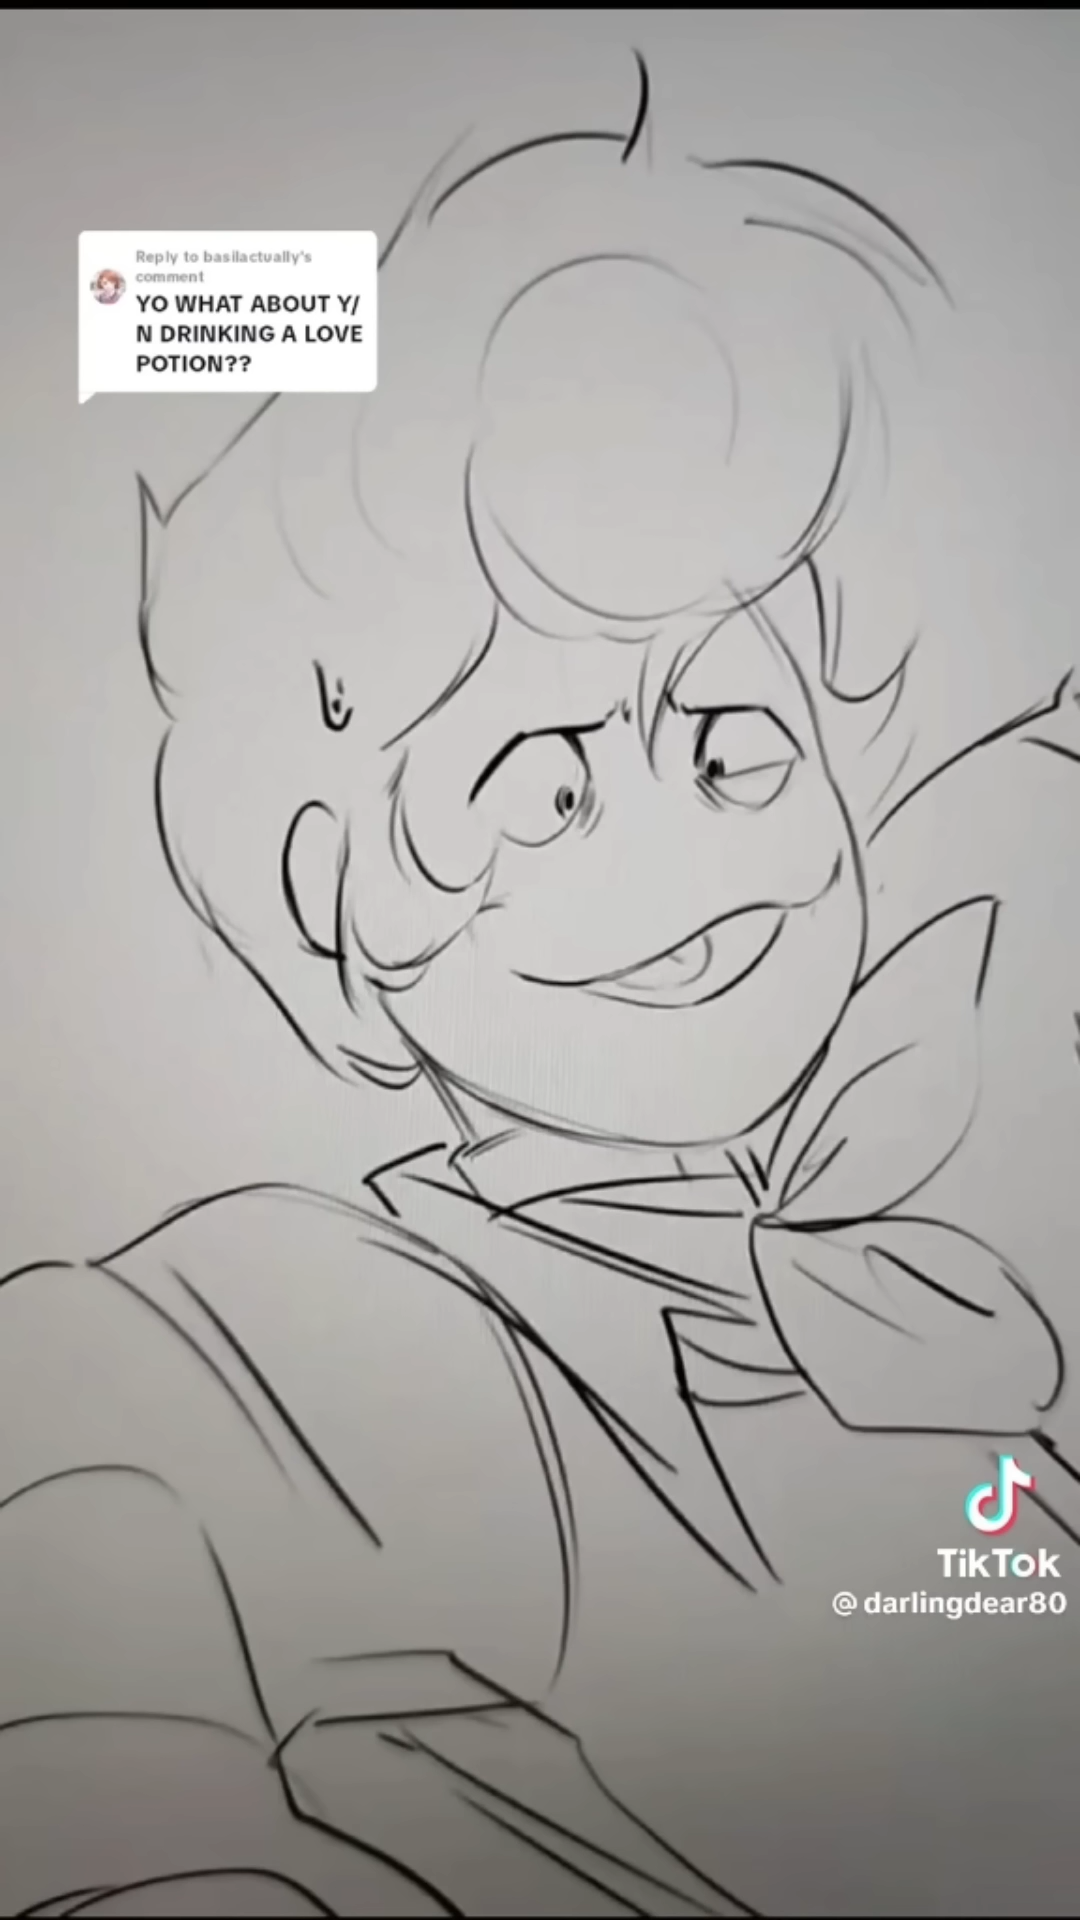 Reply to basilactually's
comment
YO WHAT ABOUT Y/
N DRINKING A LOVE
POTION??
TikTok
@darlingdear80